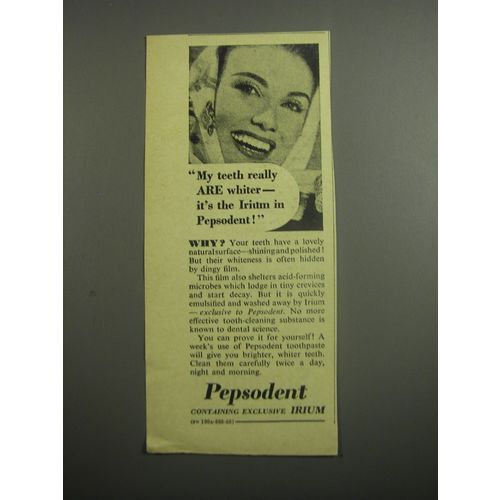 "My teeth really
ARE whiter—
it's the Irium in
Pepsodent!"
WHY? Your teeth have a lovely
natural surface—shining and polished!
But their whiteness is often hidden
by dingy film.
This film also shelters acid-forming
microbes which lodge in tiny crevices
and start decay. But it is quickly
emulsified and washed away by Irium
—exclusive to Pepsodent. No more
effective tooth-cleaning substance is
known to dental science.
You can prove it for yourself! A
week's use of Pepsodent toothpaste
will give you brighter, whiter teeth.
Clean them carefully twice a day,
night and morning.
Pepsodent
CONTAINING EXCLUSIVE IRIUM